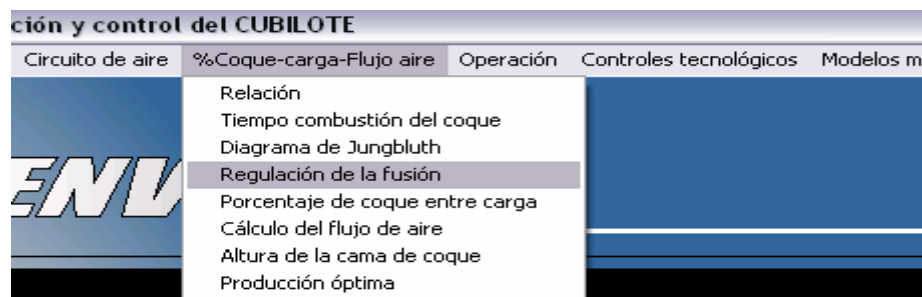 ción y control del CUBILOTE
Circuito de aire %Coque-carga-Flujo aire Operación Controles tecnológicos Modelos m
Relación
Tiempo combustión del coque
Diagrama de Jungbluth
Regulación de la fusión
Porcentaje de coque entre carga
Cálculo del flujo de aire
Altura de la cama de coque
Producción óptima